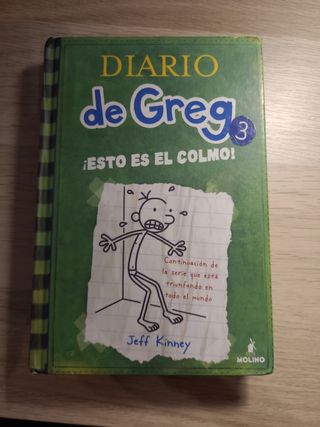 DIARIO
de Greg 3
¡ESTO ES EL COLMO!
Continuación de
la serie que está
triunfando en
todo el mundo
Jeff Kinney
MOLINO